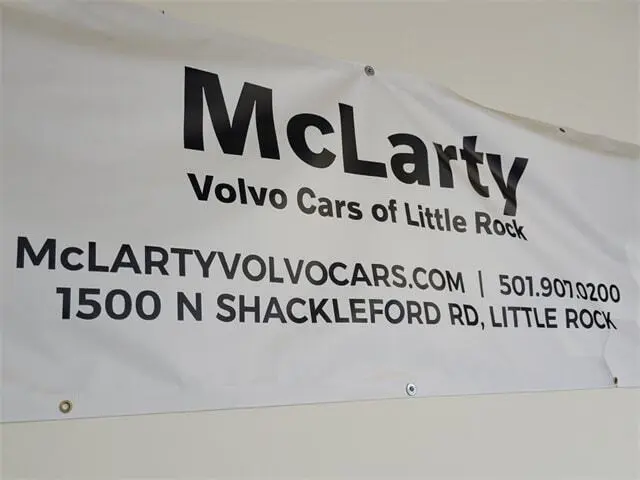 McLarty
Volvo Cars of Little Rock
McLARTYVOLVOCARS.COM | 501.907.0200
1500 N SHACKLEFORD RD, LITTLE ROCK